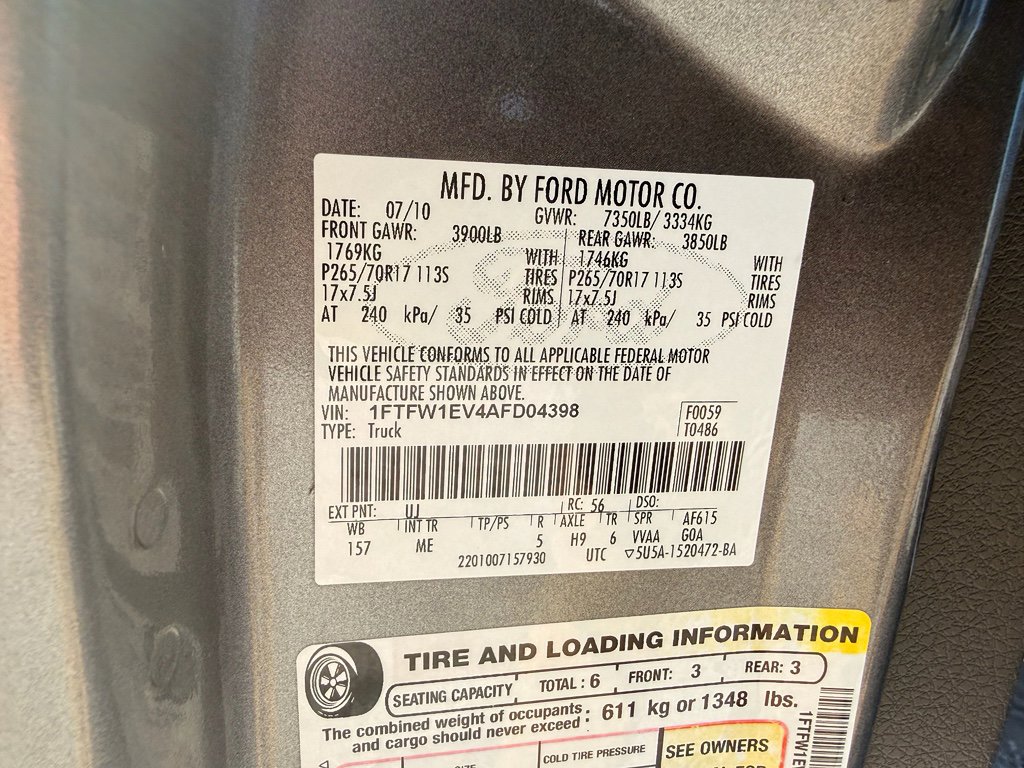 MFD. BY FORD MOTOR CO.
DATE: 07/10 GVWR: 7350LB/ 3334KG
FRONT GAWR: 3900LB REAR GAWR: 3850LB
1769KG WITH 1746KG WITH
P265/70R17 113S TIRES P265/70R17 113S TIRES
17x7.5J RIMS 17x7.5J RIMS
AT 240 kPa/ 35 PSI COLD AT 240 kPa/ 35 PSI COLD
THIS VEHICLE CONFORMS TO ALL APPLICABLE FEDERAL MOTOR
VEHICLE SAFETY STANDARDS IN EFFECT ON THE DATE OF
MANUFACTURE SHOWN ABOVE.
VIN: 1FTFW1EV4AFD04398 F0059
TYPE: Truck T0486
EXT PNT: UJ RC: 56 DSO:
WB INT TR TP/PS R AXLE TR SPR AF615
157 ME 5 H9 6 VVAA GOA
2201007157930 UTC ▽5U5A-1520472-BA
TIRE AND LOADING INFORMATION
SEATING CAPACITY TOTAL : 6 FRONT: 3 REAR: 3
The combined weight of occupants : 611 kg or 1348 lbs.
and cargo should never exceed
COLD TIRE PRESSURE SEE OWNERS